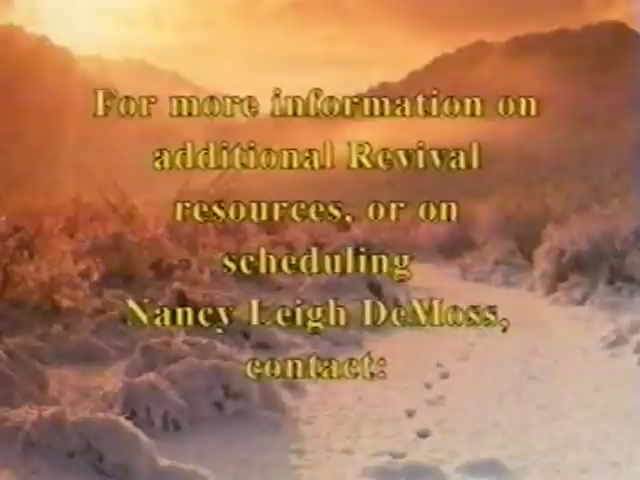 For more information on
additional Revival
resources, or on
scheduling
Nancy Leigh DeMoss,
contact: